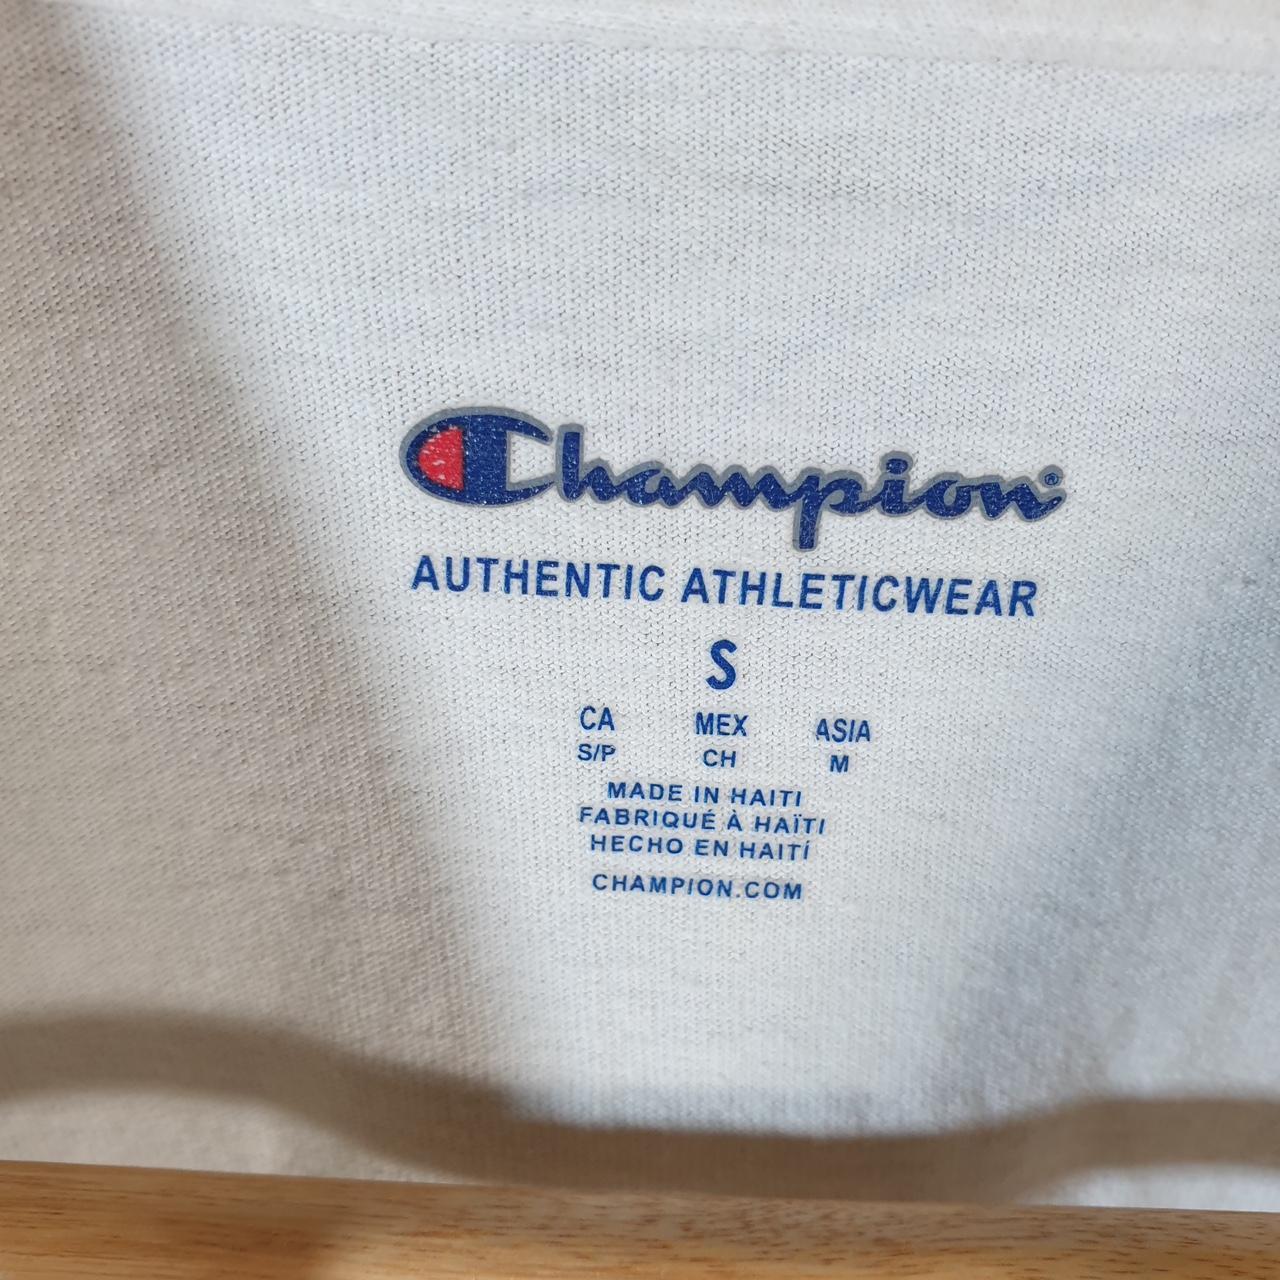 Champion®
AUTHENTIC ATHLETICWEAR
S
CA MEX ASIA
S/P CH M
MADE IN HAITI
FABRIQUÉ À HAÏTI
HECHO EN HAITÍ
CHAMPION.COM